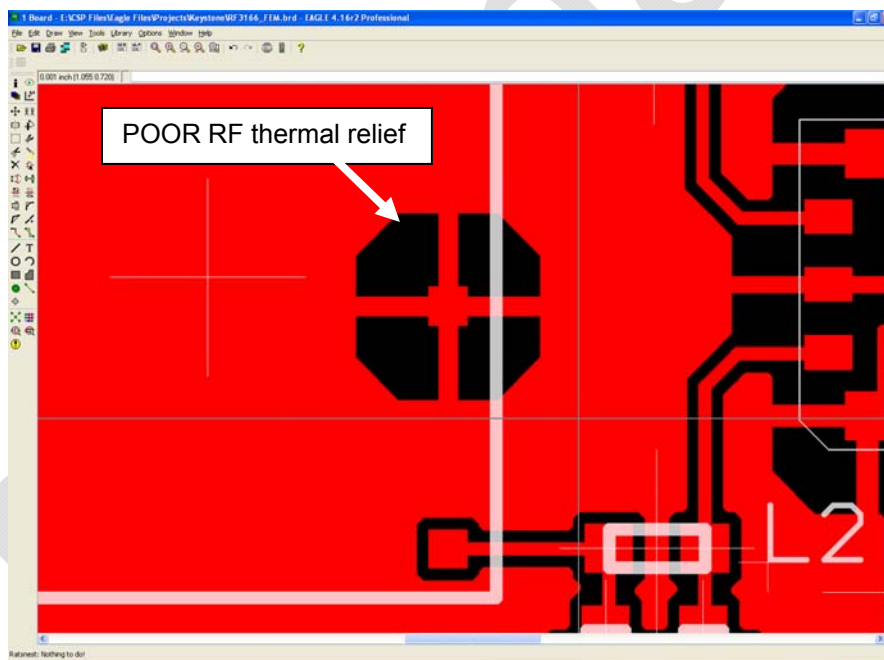 1 Board - E:\CSP Files\Eagle Files\Projects\Keystone\RF3166_FEM.brd - EAGLE 4.16r2 Professional
File Edit Draw View Tools Library Options Window Help
0.001 inch (1.055 0.720)
POOR RF thermal relief
L2
Ratsnest: Nothing to do!